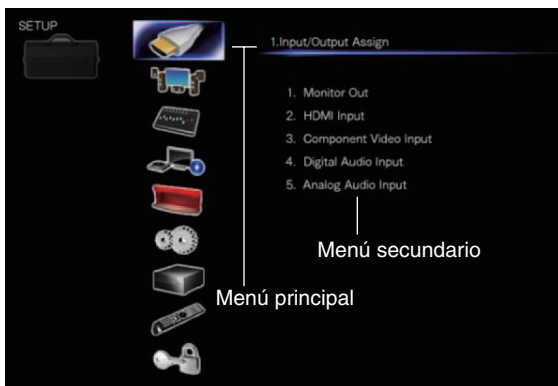 SETUP
1.Input/Output Assign
1. Monitor Out
2. HDMI Input
3. Component Video Input
4. Digital Audio Input
5. Analog Audio Input
Menú secundario
Menú principal